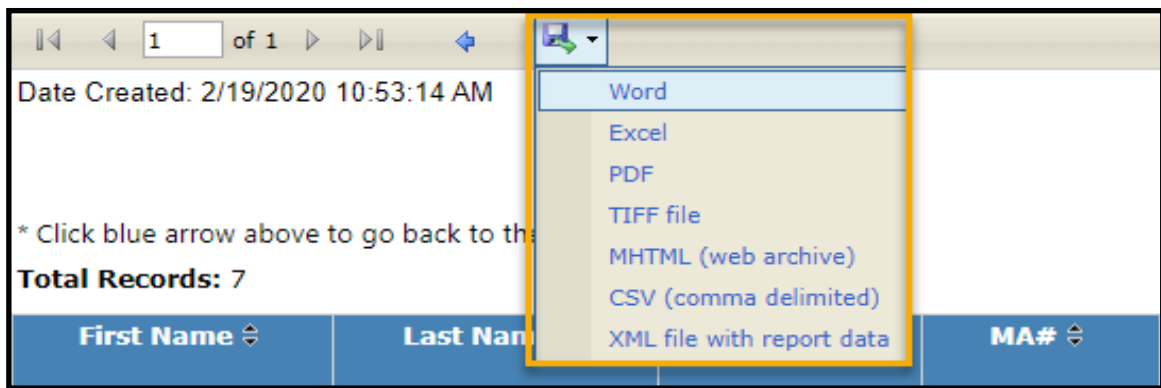 1 of 1
Date Created: 2/19/2020 10:53:14 AM
Word
Excel
PDF
TIFF file
MHTML (web archive)
CSV (comma delimited)
XML file with report data
* Click blue arrow above to go back to
Total Records: 7
First Name Last MA#